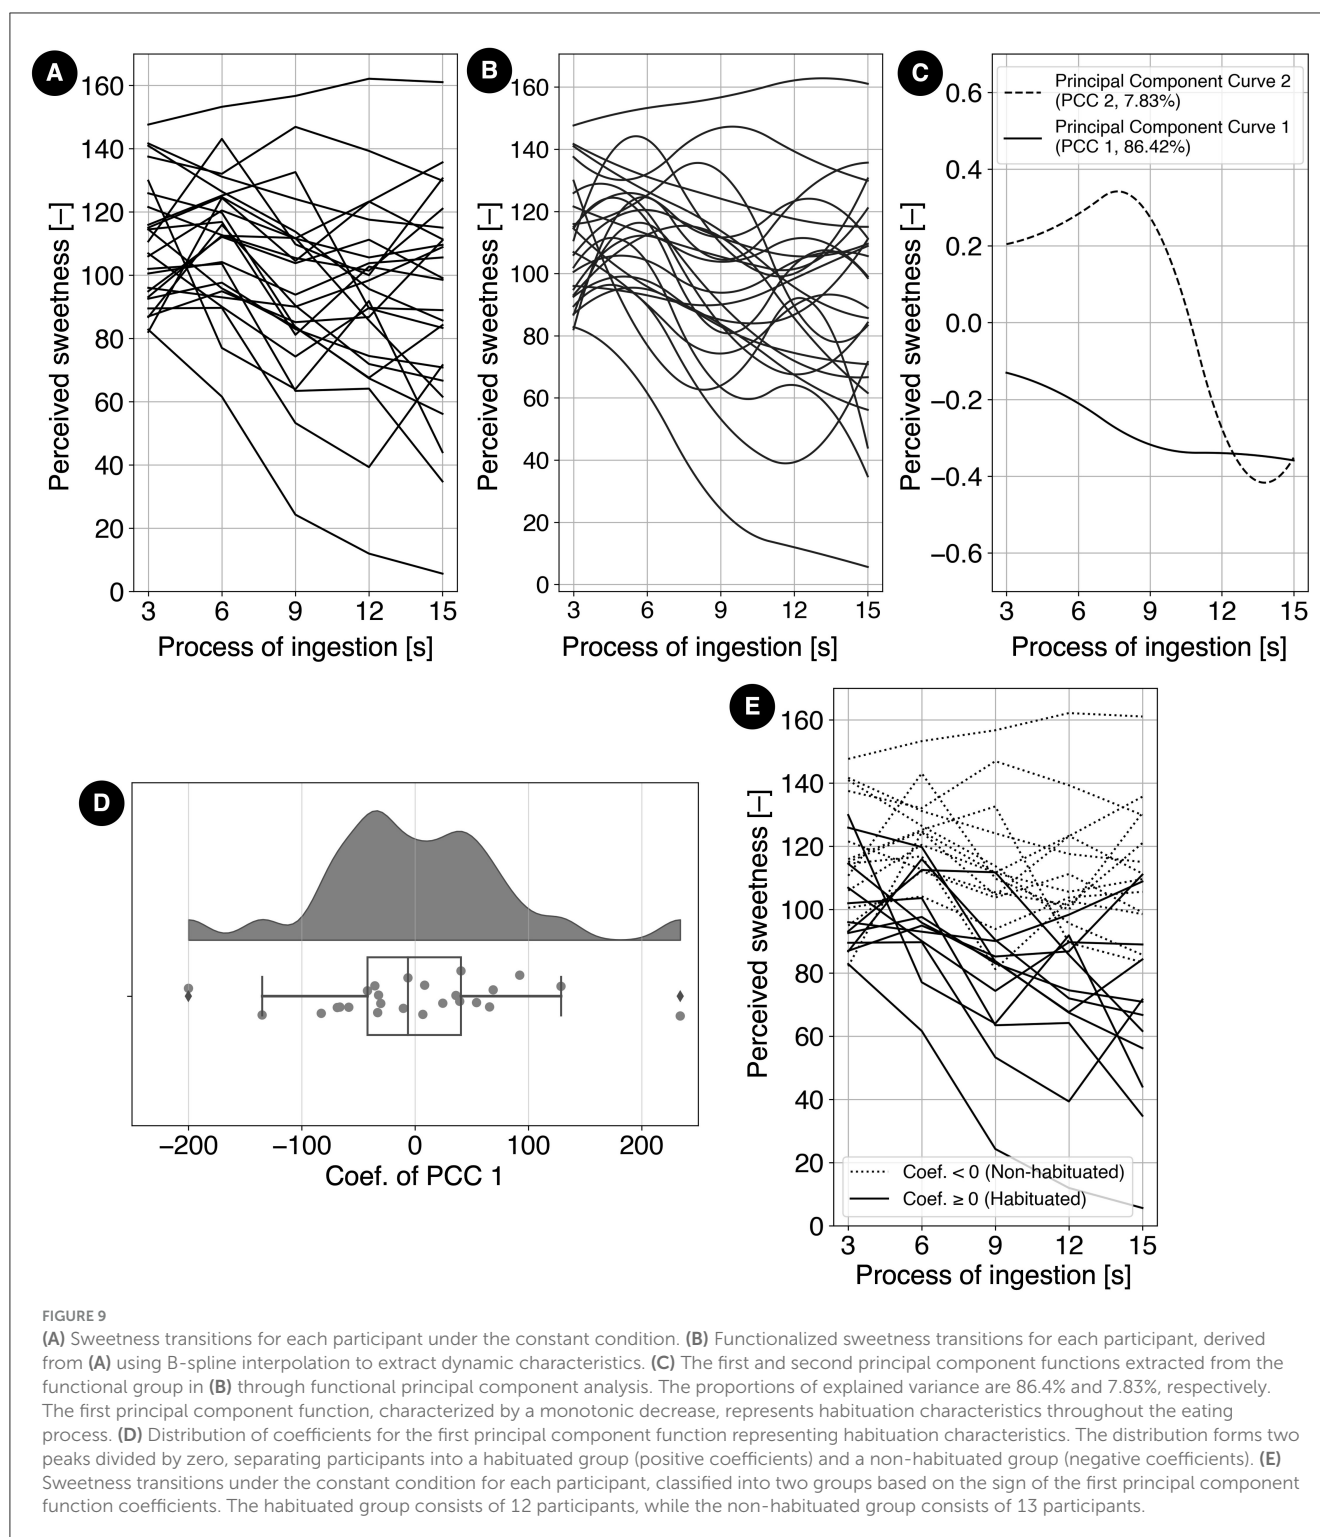 A
160
140
120
100
80
60
40
20
0
3 6 9 12 15
Perceived sweetness [−]
Process of ingestion [s]
B
160
140
120
100
80
60
40
20
0
3 6 9 12 15
Perceived sweetness [−]
Process of ingestion [s]
C
Principal Component Curve 2
(PCC 2, 7.83%)
Principal Component Curve 1
(PCC 1, 86.42%)
0.6
0.4
0.2
0.0
−0.2
−0.4
−0.6
3 6 9 12 15
Perceived sweetness [−]
Process of ingestion [s]
D
−200 −100 0 100 200
Coef. of PCC 1
E
160
140
120
100
80
60
40
20
0
Perceived sweetness [−]
Coef. < 0 (Non-habituated)
Coef. ≥ 0 (Habituated)
3 6 9 12 15
Process of ingestion [s]
FIGURE 9
(A) Sweetness transitions for each participant under the constant condition. (B) Functionalized sweetness transitions for each participant, derived
from (A) using B-spline interpolation to extract dynamic characteristics. (C) The first and second principal component functions extracted from the
functional group in (B) through functional principal component analysis. The proportions of explained variance are 86.4% and 7.83%, respectively.
The first principal component function, characterized by a monotonic decrease, represents habituation characteristics throughout the eating
process. (D) Distribution of coefficients for the first principal component function representing habituation characteristics. The distribution forms two
peaks divided by zero, separating participants into a habituated group (positive coefficients) and a non-habituated group (negative coefficients). (E)
Sweetness transitions under the constant condition for each participant, classified into two groups based on the sign of the first principal component
function coefficients. The habituated group consists of 12 participants, while the non-habituated group consists of 13 participants.